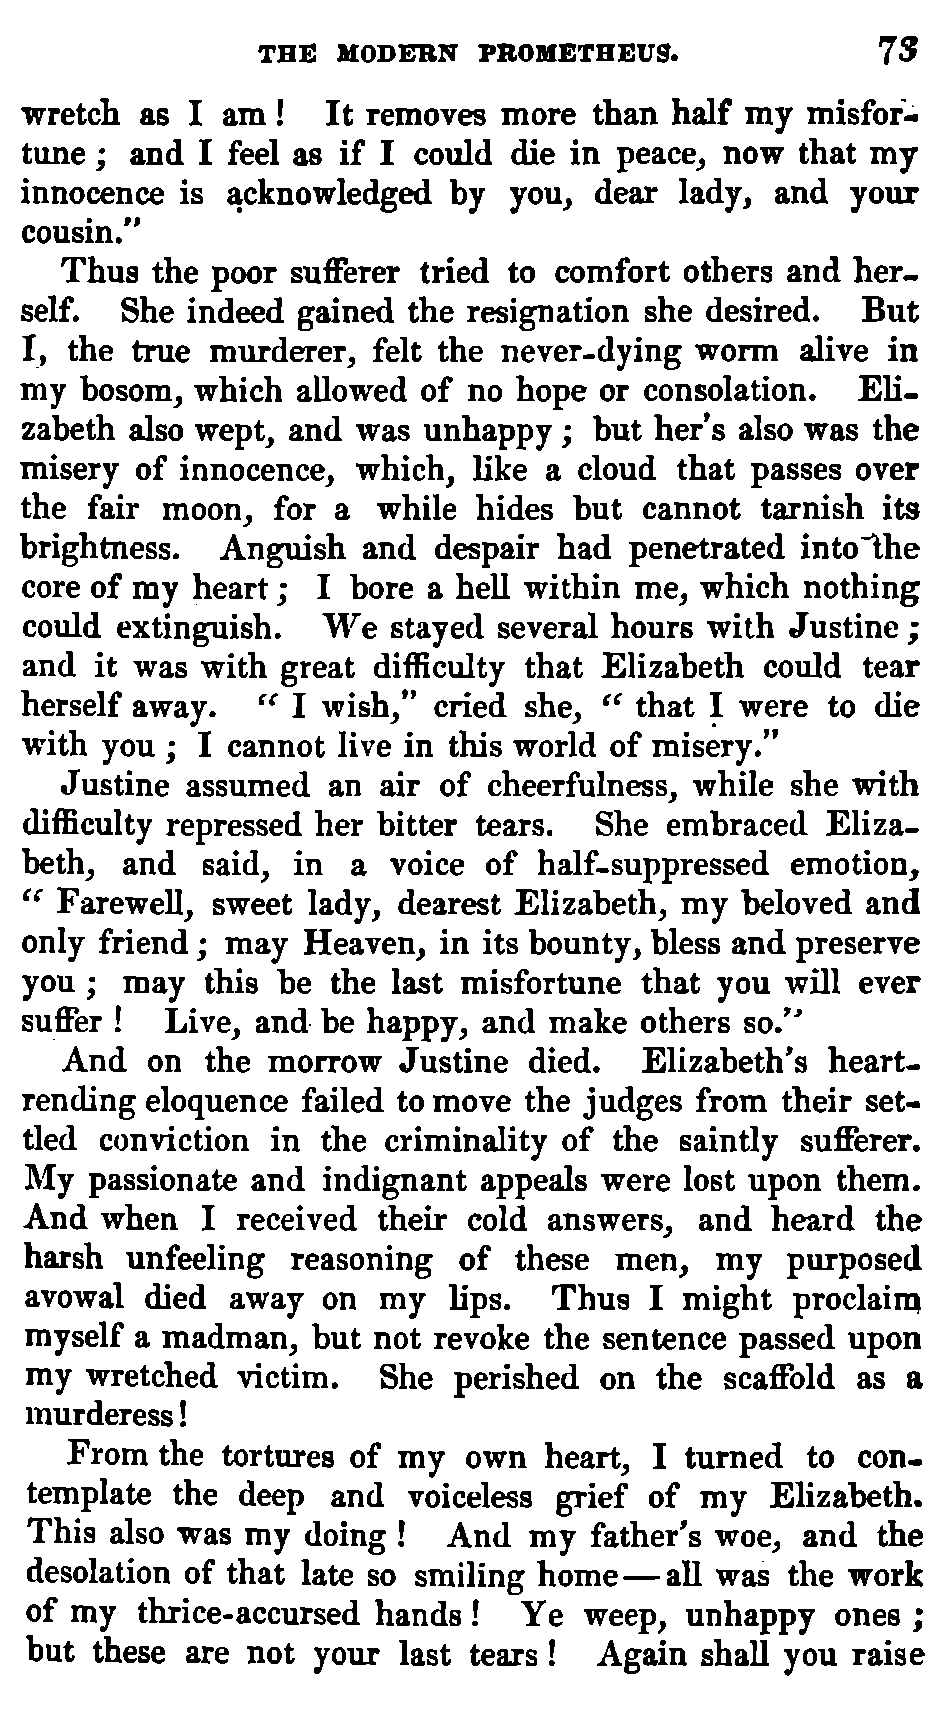 THE MODERN PROMETHEUS. 73
wretch as I am! It removes more than half my misfor-
tune; and I feel as if I could die in peace, now that my
innocence is acknowledged by you, dear lady, and your
cousin."
Thus the poor sufferer tried to comfort others and her-
self. She indeed gained the resignation she desired. But
I, the true murderer, felt the never-dying worm alive in
my bosom, which allowed of no hope or consolation. Eli-
zabeth also wept, and was unhappy; but her's also was the
misery of innocence, which, like a cloud that passes over
the fair moon, for a while hides but cannot tarnish its
brightness. Anguish and despair had penetrated into the
core of my heart; I bore a hell within me, which nothing
could extinguish. We stayed several hours with Justine;
and it was with great difficulty that Elizabeth could tear
herself away. "I wish," cried she, "that I were to die
with you; I cannot live in this world of misery."
Justine assumed an air of cheerfulness, while she with
difficulty repressed her bitter tears. She embraced Eliza-
beth, and said, in a voice of half-suppressed emotion,
"Farewell, sweet lady, dearest Elizabeth, my beloved and
only friend; may Heaven, in its bounty, bless and preserve
you; may this be the last misfortune that you will ever
suffer! Live, and be happy, and make others so."
And on the morrow Justine died. Elizabeth's heart-
rending eloquence failed to move the judges from their set-
tled conviction in the criminality of the saintly sufferer.
My passionate and indignant appeals were lost upon them.
And when I received their cold answers, and heard the
harsh unfeeling reasoning of these men, my purposed
avowal died away on my lips. Thus I might proclaim
myself a madman, but not revoke the sentence passed upon
my wretched victim. She perished on the scaffold as a
murderess!
From the tortures of my own heart, I turned to con-
template the deep and voiceless grief of my Elizabeth.
This also was my doing! And my father's woe, and the
desolation of that late so smiling home—all was the work
of my thrice-accursed hands! Ye weep, unhappy ones;
but these are not your last tears! Again shall you raise